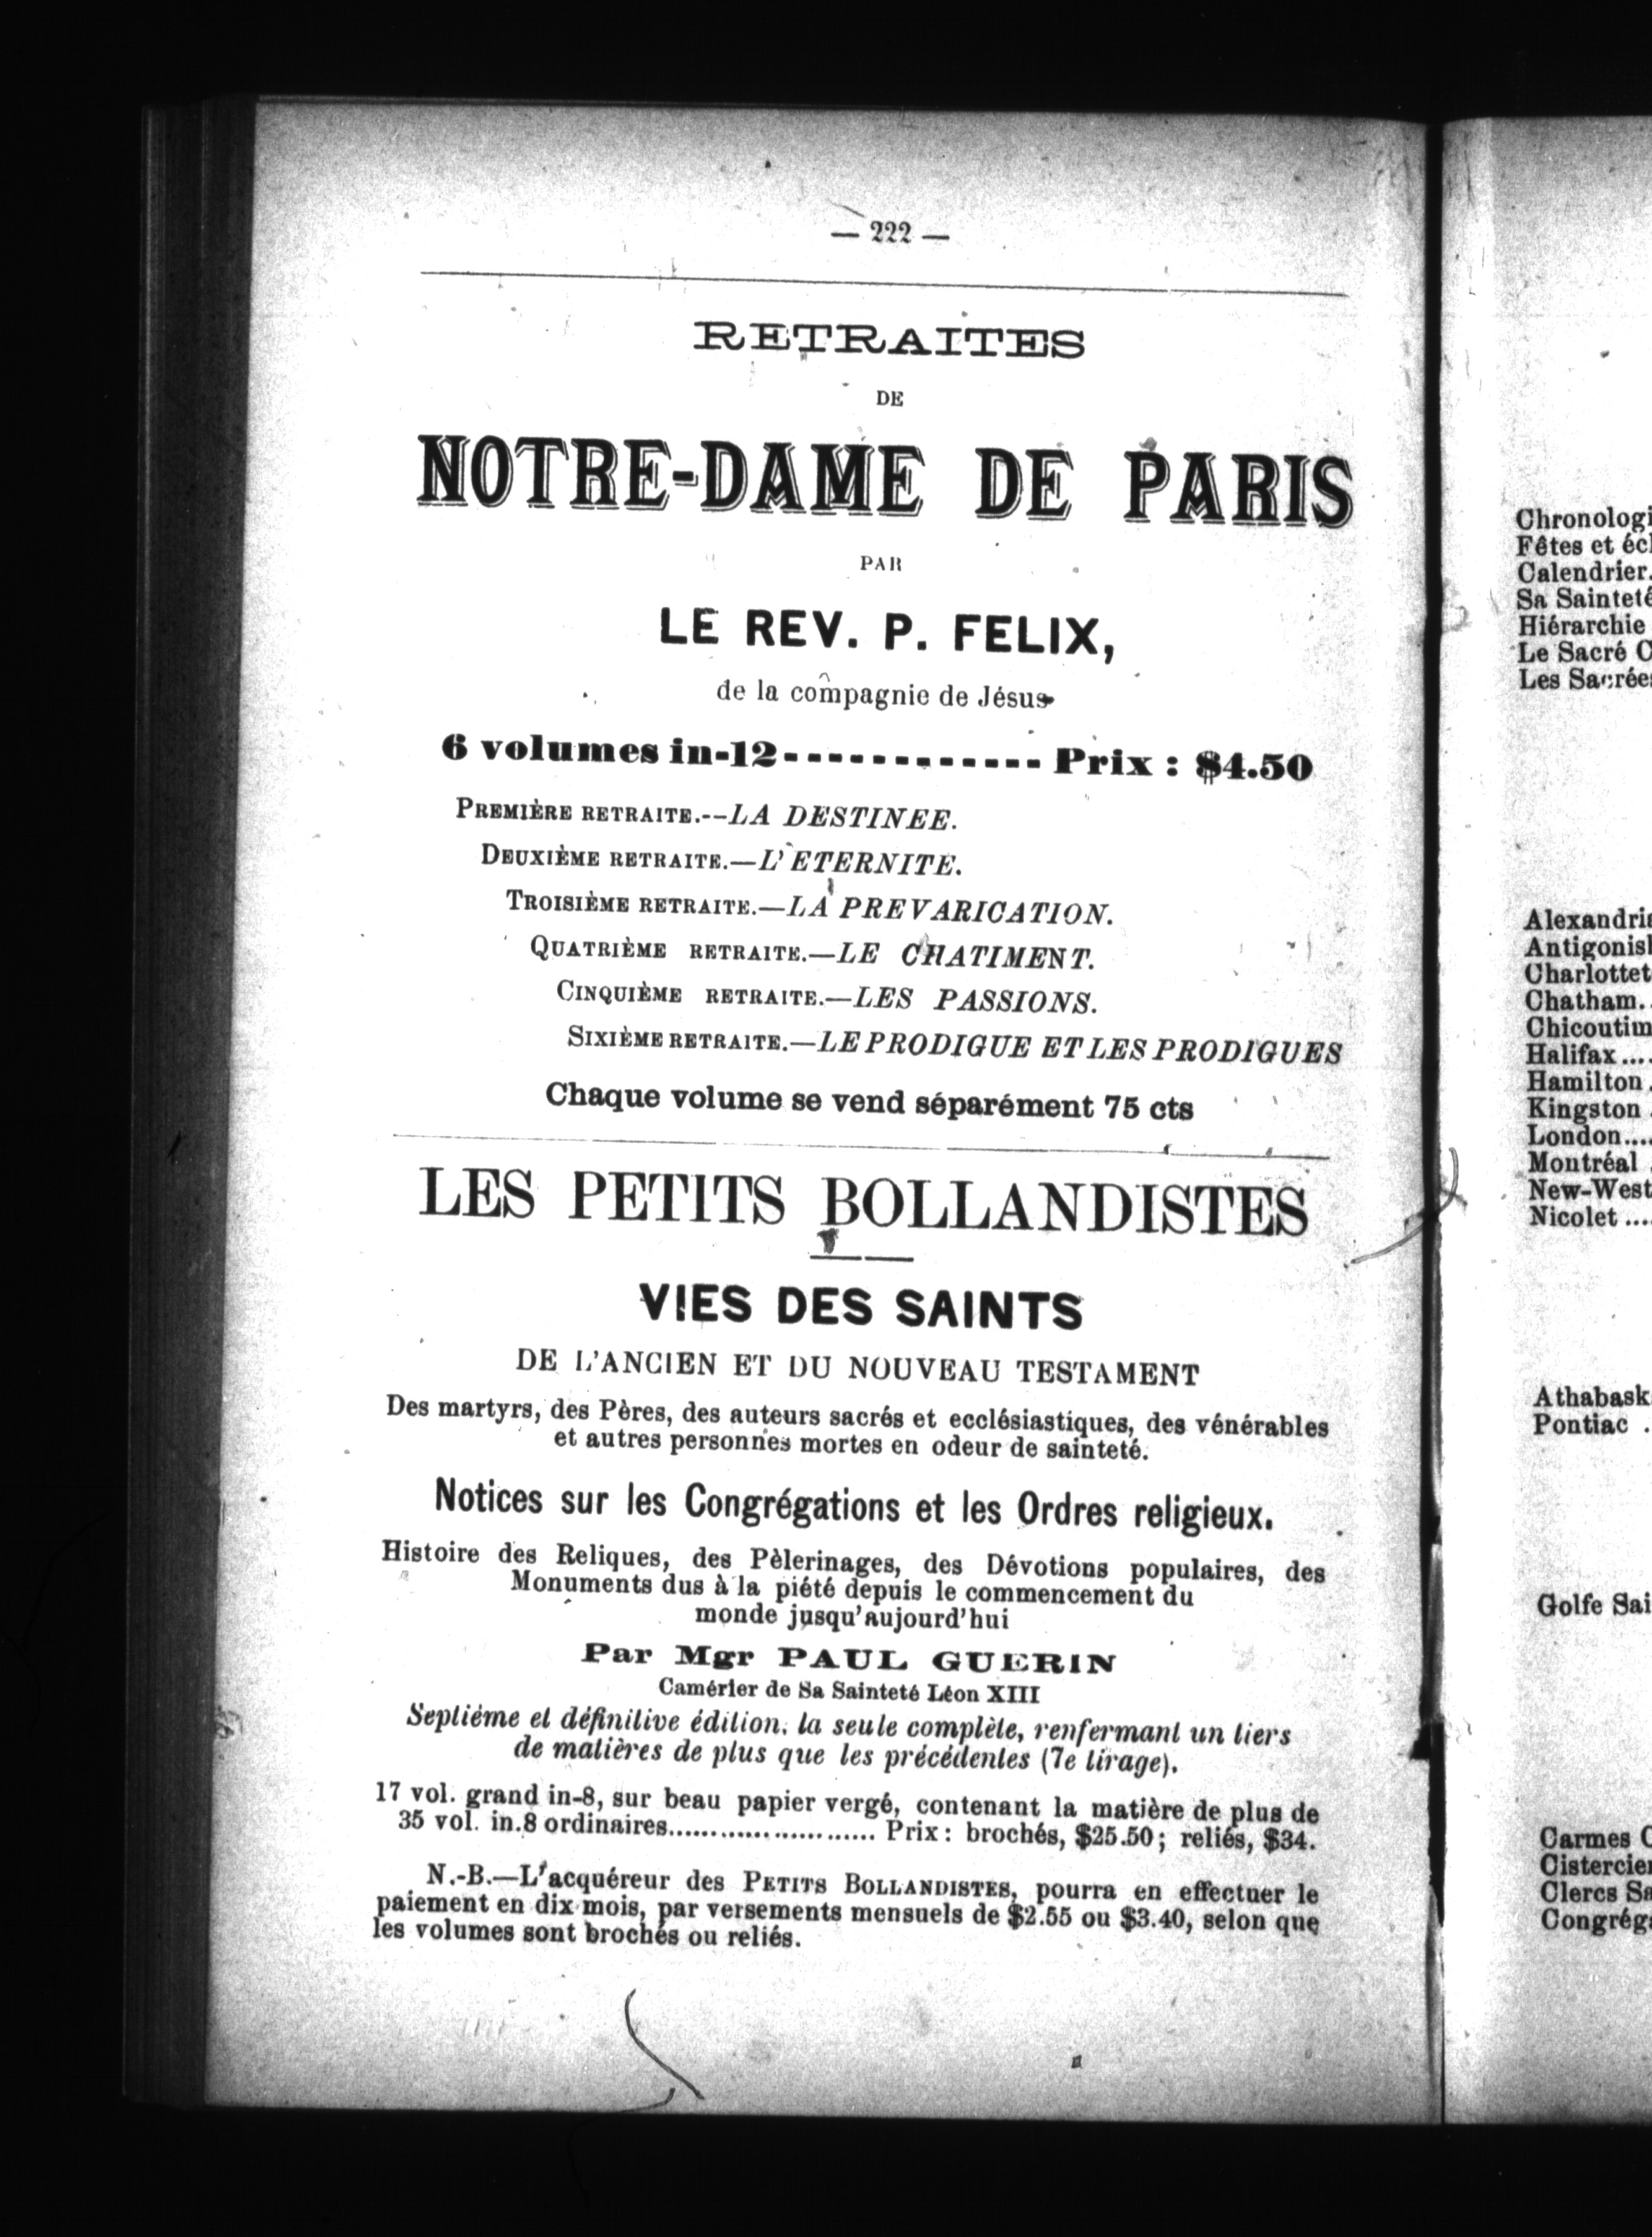 — 222 —
RETRAITES
DE
NOTRE-DAME DE PARIS
PAR
LE REV. P. FELIX,
de la compagnie de Jésus
6 volumes in-12 - - - - - - - - - - - - Prix : $4.50
PREMIÈRE RETRAITE.--LA DESTINEE.
DEUXIÈME RETRAITE.—L'ETERNITE.
TROISIÈME RETRAITE.—LA PREVARICATION.
QUATRIÈME RETRAITE.—LE CHATIMENT.
CINQUIÈME RETRAITE.—LES PASSIONS.
SIXIÈME RETRAITE.—LE PRODIGUE ET LES PRODIGUES
Chaque volume se vend séparément 75 cts
LES PETITS BOLLANDISTES
VIES DES SAINTS
DE L'ANCIEN ET DU NOUVEAU TESTAMENT
Des martyrs, des Pères, des auteurs sacrés et ecclésiastiques, des vénérables
et autres personnes mortes en odeur de sainteté.
Notices sur les Congrégations et les Ordres religieux.
Histoire des Reliques, des Pèlerinages, des Dévotions populaires, des
Monuments dus à la piété depuis le commencement du
monde jusqu'aujourd'hui
Par Mgr PAUL GUERIN
Camérier de Sa Sainteté Léon XIII
Septième et définitive édition, la seule complète, renfermant un tiers
de matières de plus que les précédentes (7e tirage).
17 vol. grand in-8, sur beau papier vergé, contenant la matière de plus de
35 vol. in.8 ordinaires........................ Prix : brochés, $25.50 ; reliés, $34.
N.-B.—L'acquéreur des PETITS BOLLANDISTES, pourra en effectuer le
paiement en dix mois, par versements mensuels de $2.55 ou $3.40, selon que
les volumes sont brochés ou reliés.
Chronologi
Fêtes et écl
Calendrier.
Sa Sainteté
Hiérarchie
Le Sacré C
Les Sacrées
Alexandria
Antigonish
Charlottet
Chatham..
Chicoutim
Halifax ....
Hamilton.
Kingston
London....
Montréal
New-West
Nicolet ....
Athabask
Pontiac .
Golfe Sai
Carmes C
Cistercien
Clercs Sa
Congréga